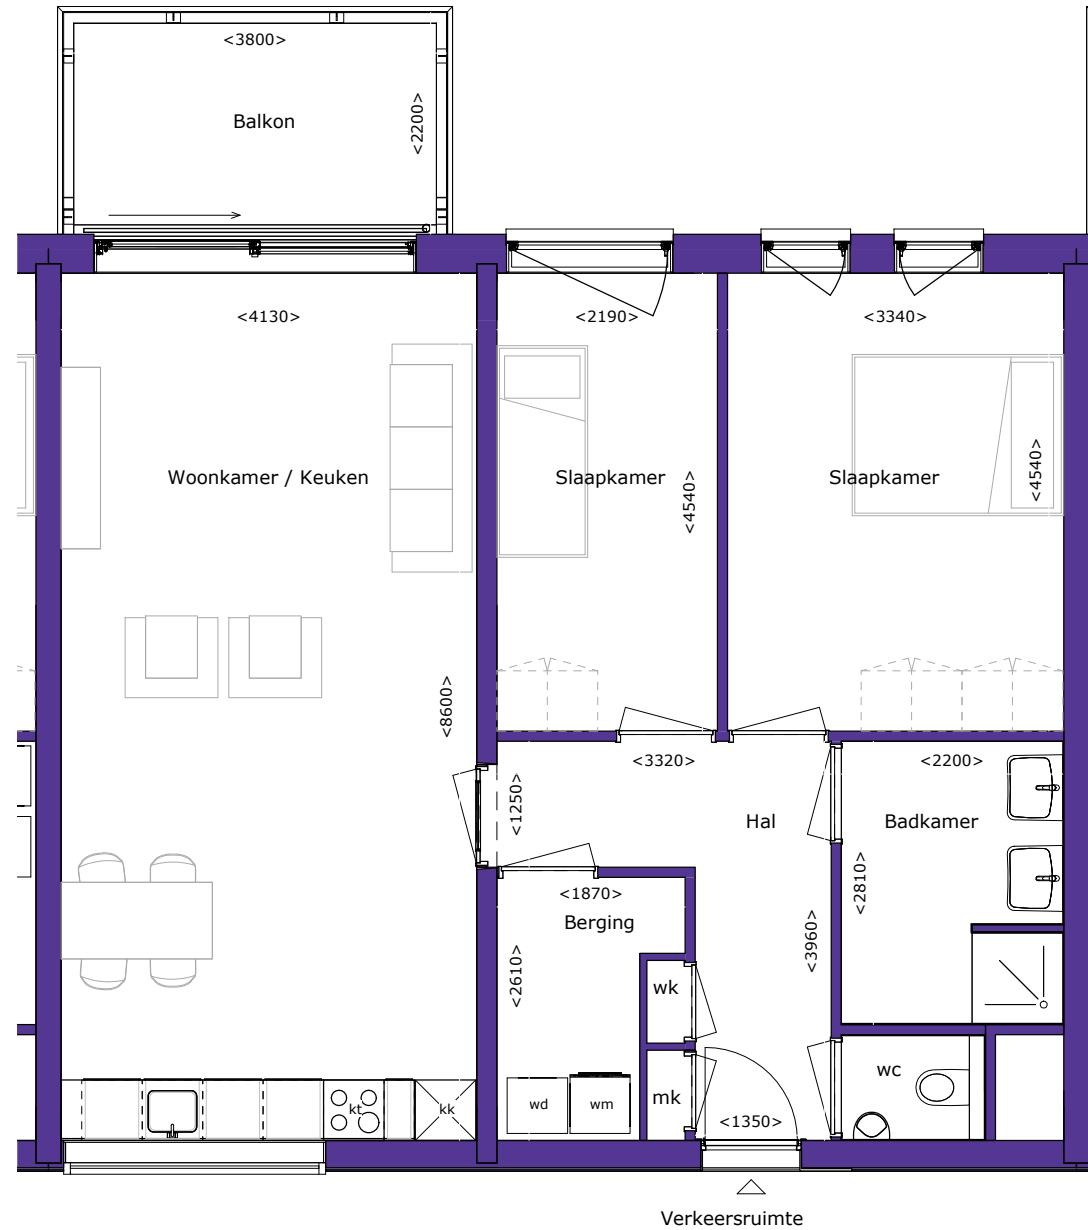 <3800>
Balkon
<2200>
<4130>
<2190>
<3340>
Woonkamer / Keuken
Slaapkamer
Slaapkamer
<4540>
<4540>
<8600>
<3320>
<2200>
<1250>
Hal
Badkamer
<1870>
<2810>
Berging
<3960>
<2610>
wk
wc
mk
kt
kk
wd
wm
<1350>
Verkeersruimte